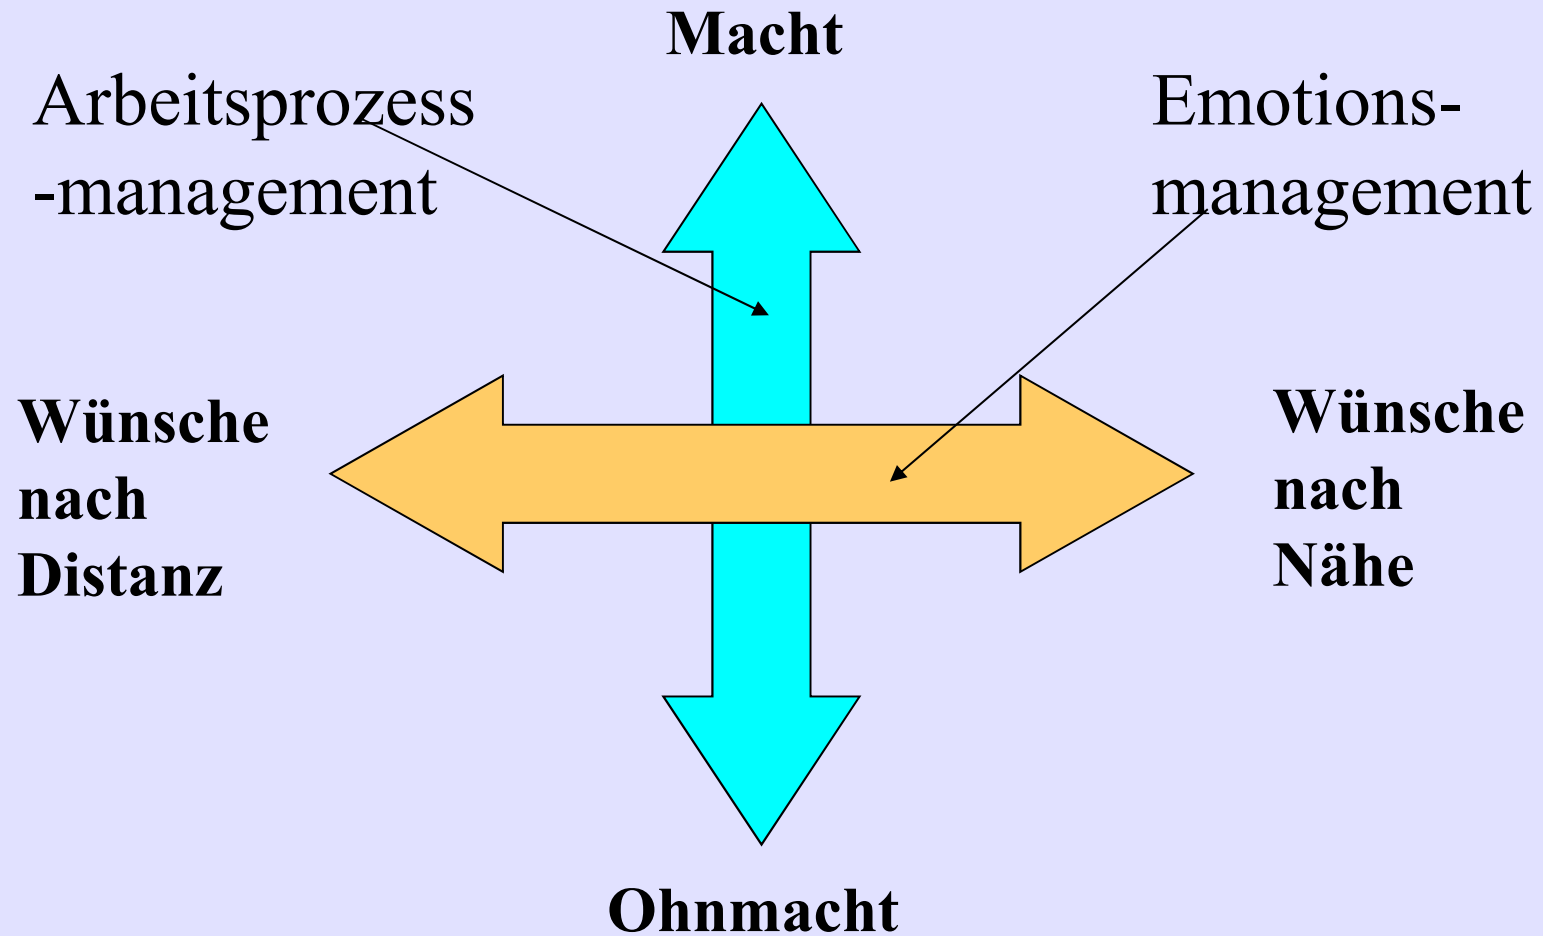 Macht
Arbeitsprozess
-management
Emotions-
management
Wünsche
nach
Distanz
Wünsche
nach
Nähe
Ohnmacht